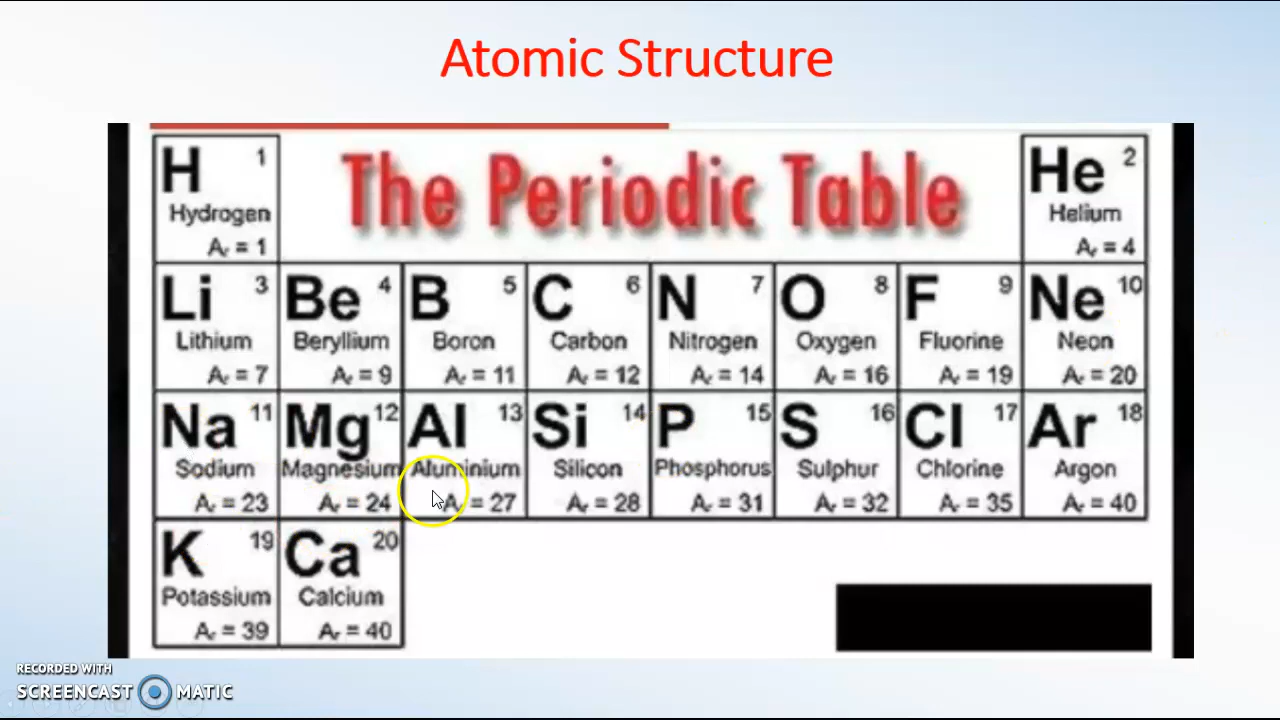 Atomic Structure
The Periodic Table
H 1
Hydrogen
Ar = 1
He 2
Helium
Ar = 4
Li 3
Lithium
Ar = 7
Be 4
Beryllium
Ar = 9
B 5
Boron
Ar = 11
C 6
Carbon
Ar = 12
N 7
Nitrogen
Ar = 14
O 8
Oxygen
Ar = 16
F 9
Fluorine
Ar = 19
Ne 10
Neon
Ar = 20
Na 11
Sodium
Ar = 23
Mg 12
Magnesium
Ar = 24
Al 13
Aluminium
Ar = 27
Si 14
Silicon
Ar = 28
P 15
Phosphorus
Ar = 31
S 16
Sulphur
Ar = 32
Cl 17
Chlorine
Ar = 35
Ar 18
Argon
Ar = 40
K 19
Potassium
Ar = 39
Ca 20
Calcium
Ar = 40
RECORDED WITH
SCREENCAST MATIC